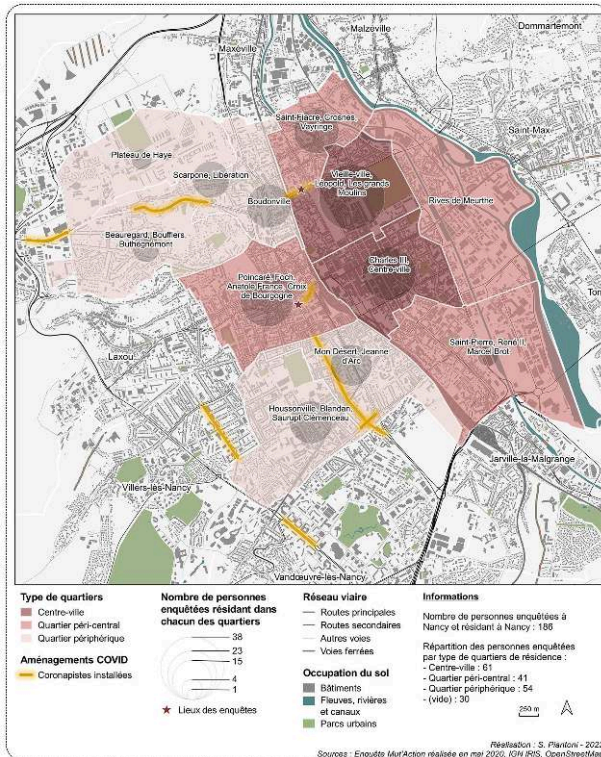 Dommartemont
Malzéville
Maxéville
Saint-Max
Saint-Fiacre, Crosnes
Vayringe
Plateau de Haye
Scarpone, Libération
Vieille-ville,
Léopold, Les grands
Moulins
Boudonville
Rives de Meurthe
Beauregard, Boufflers,
Buthegnémont
Charles III,
Centre-ville
Poincaré, Foch,
Anatole France, Croix
de Bourgogne
Laxou
Mon Désert, Jeanne
d'Arc
Saint-Pierre, René II,
Marcel Brot
Houssonville, Blandan,
Saurupt Clémenceau
Jarville-la-Malgrange
Villers-lès-Nancy
Vandœuvre-lès-Nancy
Type de quartiers
Centre-ville
Quartier péri-central
Quartier périphérique
Aménagements COVID
Coronapistes installées
Nombre de personnes
enquêtées résidant dans
chacun des quartiers
38
23
15
4
1
Lieux des enquêtes
Réseau viaire
Routes principales
Routes secondaires
Autres voies
Voies ferrées
Occupation du sol
Bâtiments
Fleuves, rivières
et canaux
Parcs urbains
Informations
Nombre de personnes enquêtées à
Nancy et résidant à Nancy : 186
Répartition des personnes enquêtées
par type de quartiers de résidence :
- Centre-ville : 61
- Quartier péri-central : 41
- Quartier périphérique : 54
- (vide) : 30
250 m
Réalisation : S. Piantoni - 2022
Sources : Enquête Mut'Action réalisée en mai 2020, IGN IRIS, OpenStreetMap